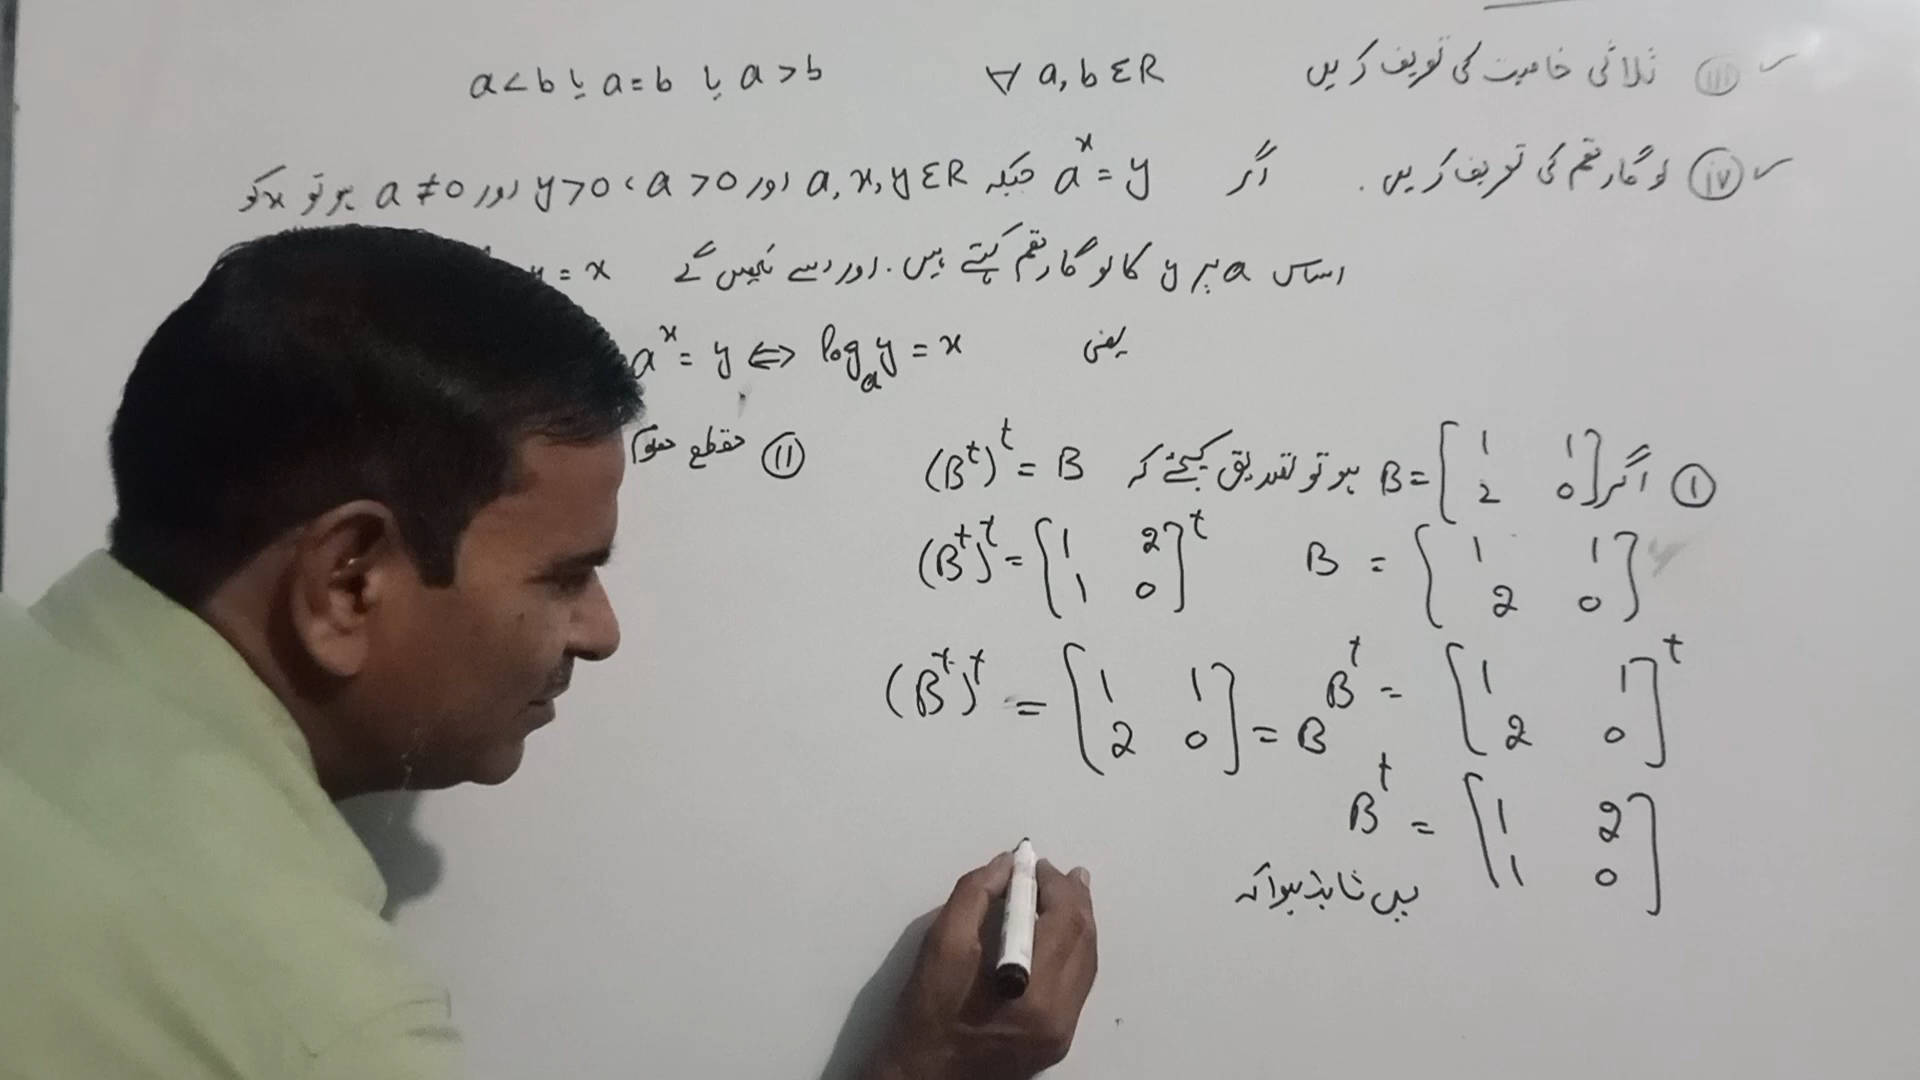 ✓ (iii) ثلاثی خاصیت کی تعریف کریں ∀ a, b ∈ R a < b یا a = b یا a > b
✓ (iv) لوگارتھم کی تعریف کریں. اگر a^x = y جبکہ a, x, y ∈ R اور a > 0 ، y > 0 اور a ≠ 0 ہو تو x کو
اساس a پر y کا لوگارتھم کہتے ہیں. اور اسے لکھیں گے y = x
یعنی a^x = y ⇔ log_a y = x
(i) اگر B = [1 1; 2 0] ہو تو تصدیق کیجئے کہ (B^t)^t = B
B = [1 1; 2 0]
B^t = [1 1; 2 0]^t
B^t = [1 2; 1 0]
(B^t)^t = [1 2; 1 0]^t
(B^t)^t = [1 1; 2 0] = B
پس ثابت ہوا کہ
(ii) مقطع